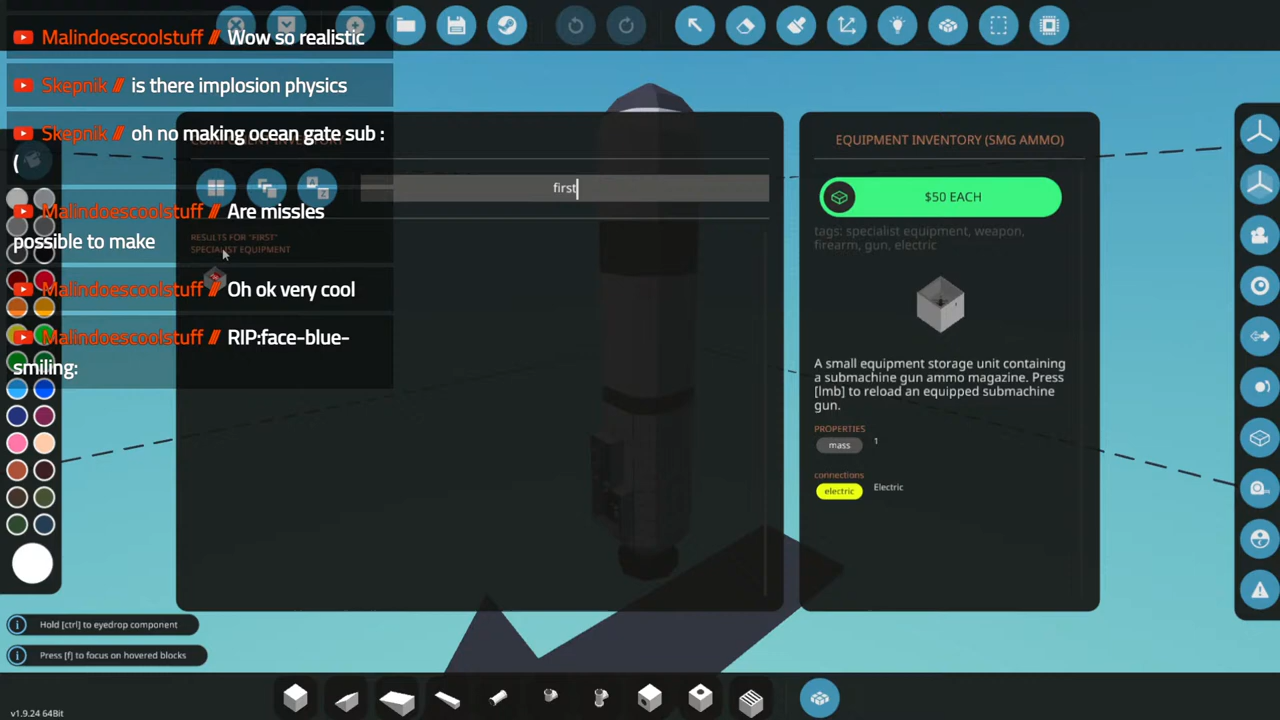 Malindoescoolstuff // Wow so realistic
Skepnik // is there implosion physics
Skepnik // oh no making ocean gate sub :
(
Malindoescoolstuff // Are missles
possible to make
Malindoescoolstuff // Oh ok very cool
Malindoescoolstuff // RIP:face-blue-
smiling:
COMPONENT INVENTORY
first
RESULTS FOR "FIRST"
SPECIALIST EQUIPMENT
EQUIPMENT INVENTORY (SMG AMMO)
$50 EACH
tags: specialist equipment, weapon,
firearm, gun, electric
A small equipment storage unit containing
a submachine gun ammo magazine. Press
[lmb] to reload an equipped submachine
gun.
PROPERTIES
mass 1
connections
electric Electric
Hold [ctrl] to eyedrop component
Press [f] to focus on hovered blocks
v1.9.24 64Bit